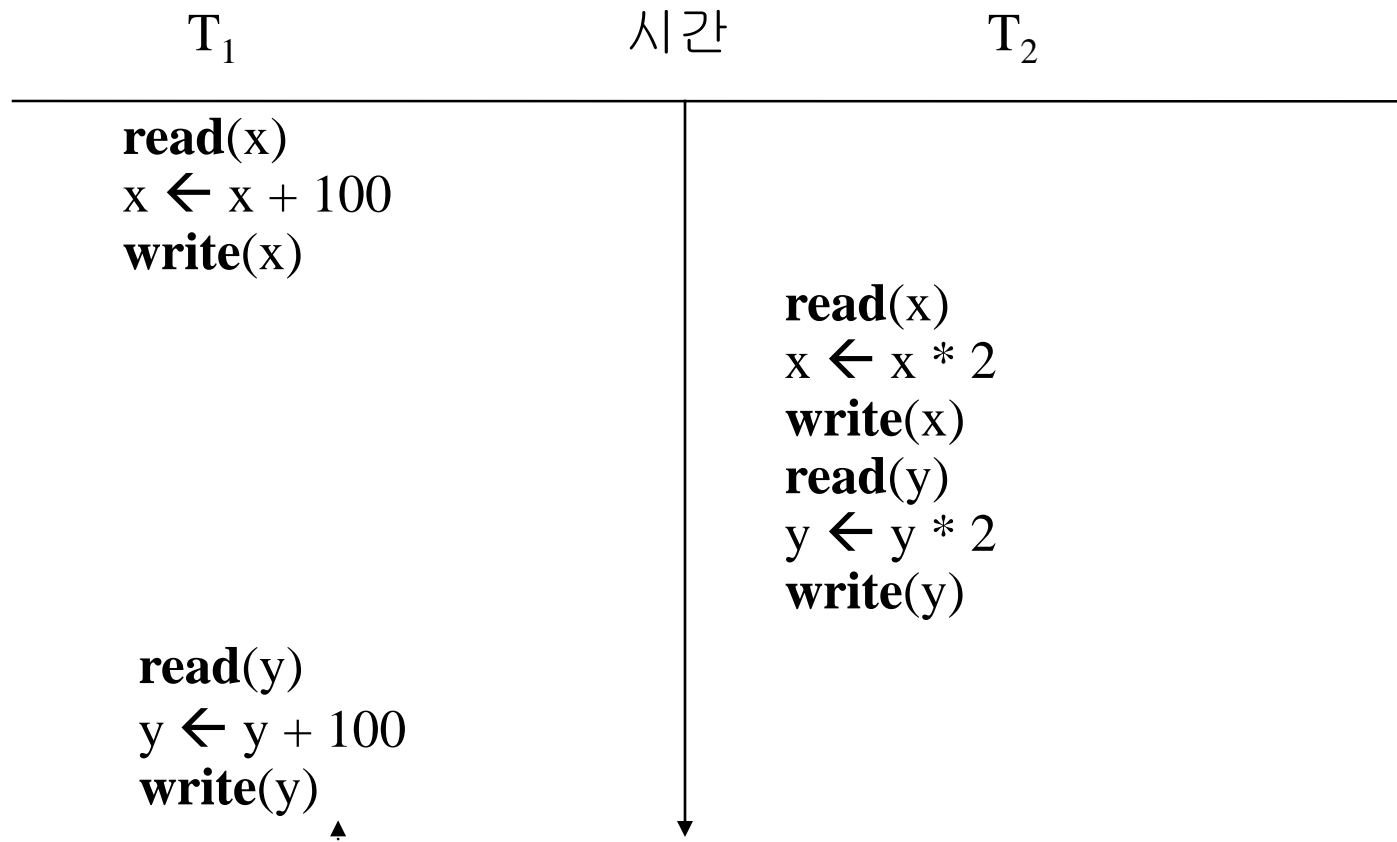 T₁ 시간 T₂
read(x)
x ← x + 100
write(x)
read(x)
x ← x * 2
write(x)
read(y)
y ← y * 2
write(y)
read(y)
y ← y + 100
write(y)